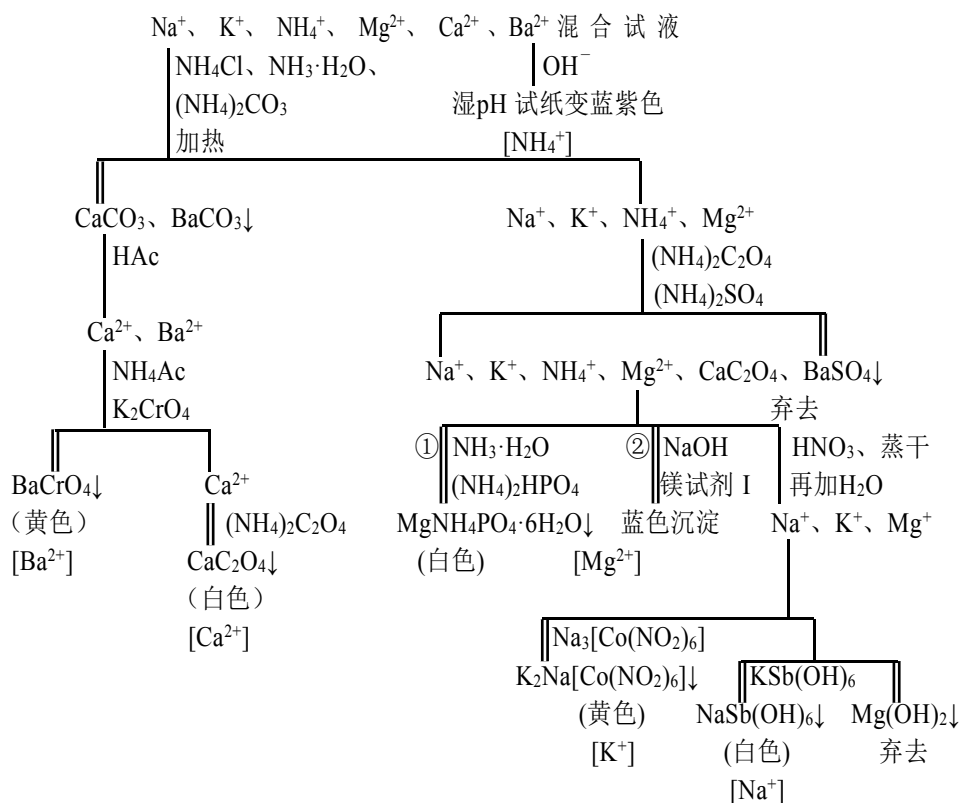 Na⁺、K⁺、NH₄⁺、Mg²⁺、Ca²⁺、Ba²⁺混合试液
NH4Cl、NH3·H2O、
(NH4)2CO3
加热
OH⁻
湿pH 试纸变蓝紫色
[NH₄⁺]
CaCO₃、BaCO₃↓
Na⁺、K⁺、NH₄⁺、Mg²⁺
HAc
(NH₄)₂C₂O₄
(NH₄)₂SO₄
Ca²⁺、Ba²⁺
NH₄Ac
K₂CrO₄
Na⁺、K⁺、NH₄⁺、Mg²⁺、CaC₂O₄、BaSO₄↓
弃去
BaCrO₄↓
(黄色)
[Ba²⁺]
Ca²⁺
(NH₄)₂C₂O₄
CaC₂O₄↓
(白色)
[Ca²⁺]
① NH₃·H₂O
(NH₄)₂HPO₄
MgNH₄PO₄·6H₂O↓
(白色)
② NaOH
镁试剂 I
蓝色沉淀
[Mg²⁺]
HNO₃、蒸干
再加H₂O
Na⁺、K⁺、Mg⁺
Na₃[Co(NO₂)₆]
K₂Na[Co(NO₂)₆]↓
(黄色)
[K⁺]
KSb(OH)₆
NaSb(OH)₆↓
(白色)
[Na⁺]
Mg(OH)₂↓
弃去